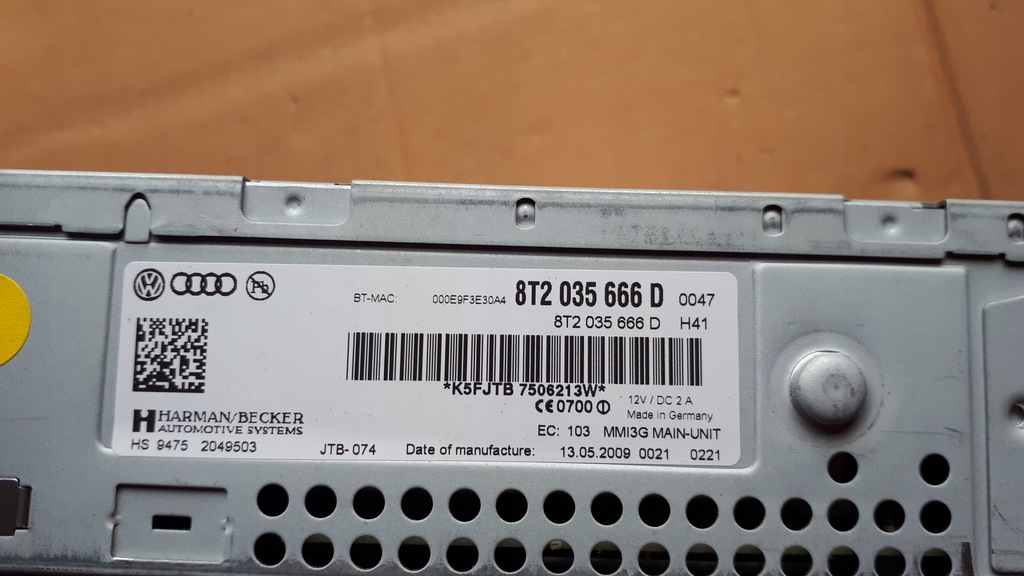 BT-MAC: 000E9F3E30A4 8T2 035 666 D 0047
8T2 035 666 D H41
*K5FJTB 7506213W*
12V / DC 2 A
CE0700
Made in Germany
HARMAN/BECKER
AUTOMOTIVE SYSTEMS
EC: 103 MMI3G MAIN-UNIT
HS 9475 2049503 JTB-074 Date of manufacture: 13.05.2009 0021 0221